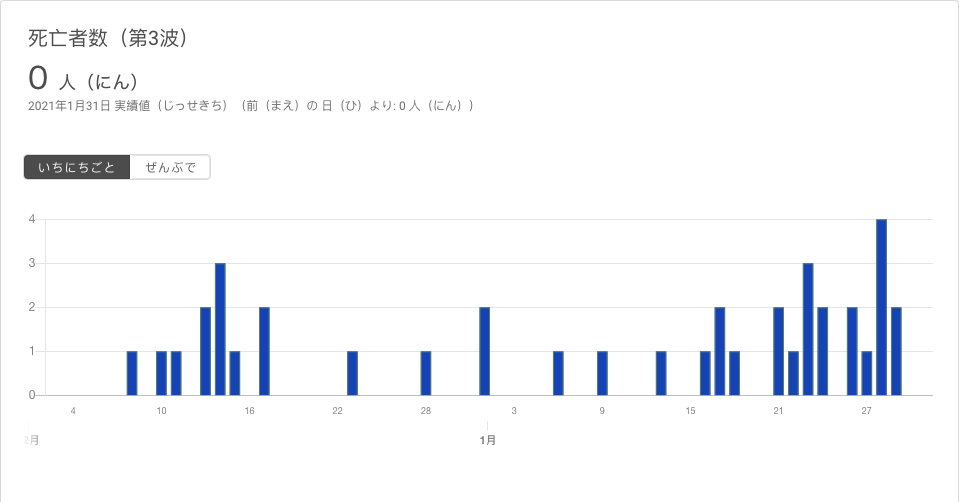 死亡者数（第3波）
0 人（にん）
2021年1月31日 実績値（じっせきち）（前（まえ）の 日（ひ）より: 0 人（にん））
いちにちごと ぜんぶで
4
3
2
1
0
4 10 16 22 28 3 9 15 21 27
2月 1月